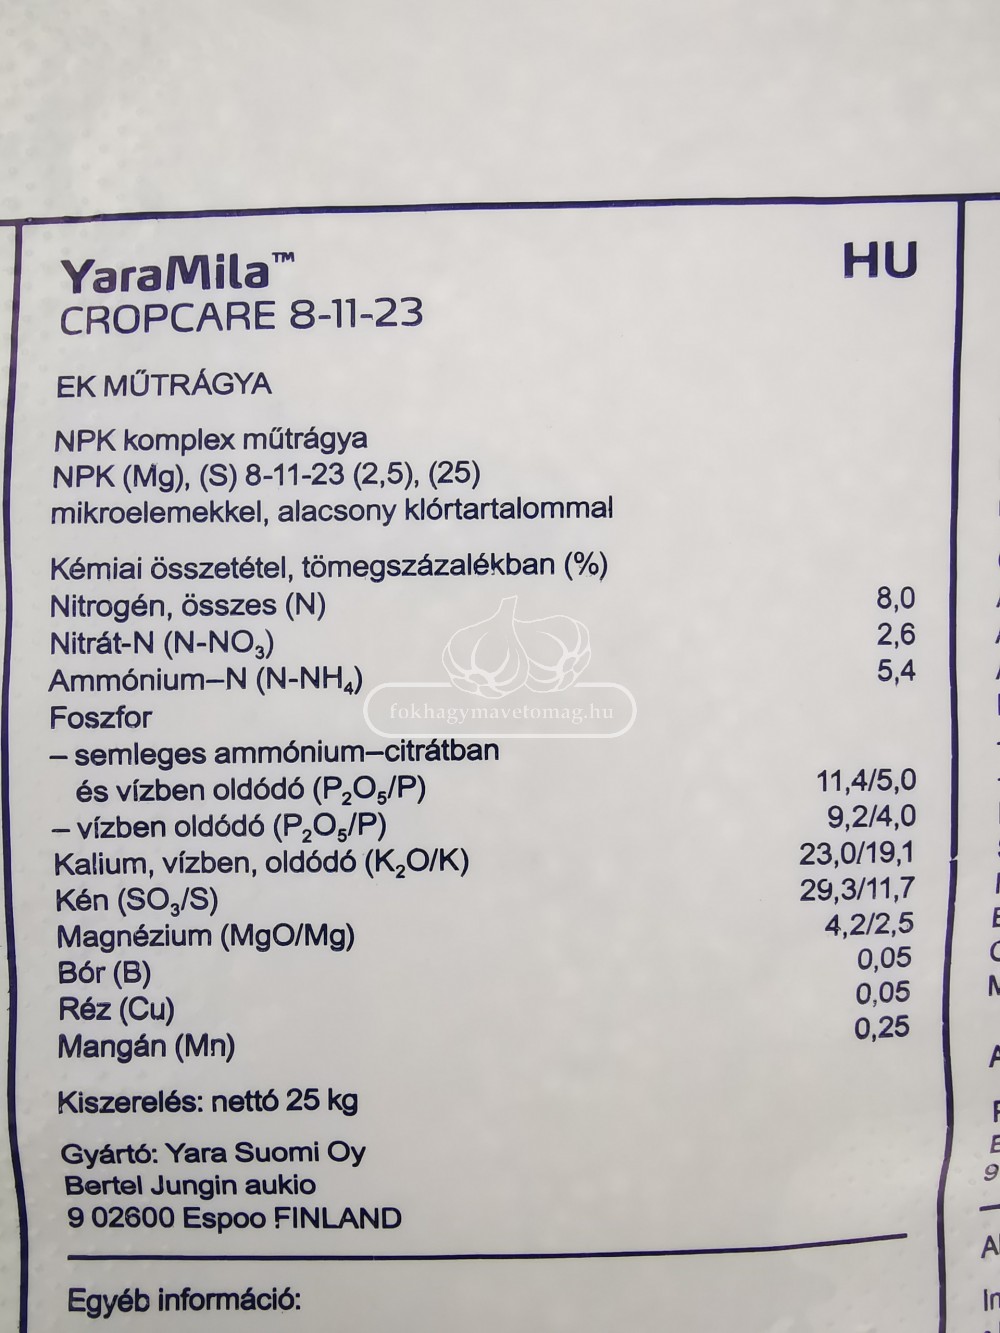 YaraMila™
HU
CROPCARE 8-11-23
EK MŰTRÁGYA
NPK komplex műtrágya
NPK (Mg), (S) 8-11-23 (2,5), (25)
mikroelemekkel, alacsony klórtartalommal
Kémiai összetétel, tömegszázalékban (%)
Nitrogén, összes (N) 8,0
Nitrát-N (N-NO₃) 2,6
Ammónium–N (N-NH₄) 5,4
fokhagymavetomag.hu
Foszfor
– semleges ammónium–citrátban
és vízben oldódó (P₂O₅/P) 11,4/5,0
– vízben oldódó (P₂O₅/P) 9,2/4,0
Kalium, vízben, oldódó (K₂O/K) 23,0/19,1
Kén (SO₃/S) 29,3/11,7
Magnézium (MgO/Mg) 4,2/2,5
Bór (B) 0,05
Réz (Cu) 0,05
Mangán (Mn) 0,25
Kiszerelés: nettó 25 kg
Gyártó: Yara Suomi Oy
Bertel Jungin aukio
9 02600 Espoo FINLAND
Egyéb információ: